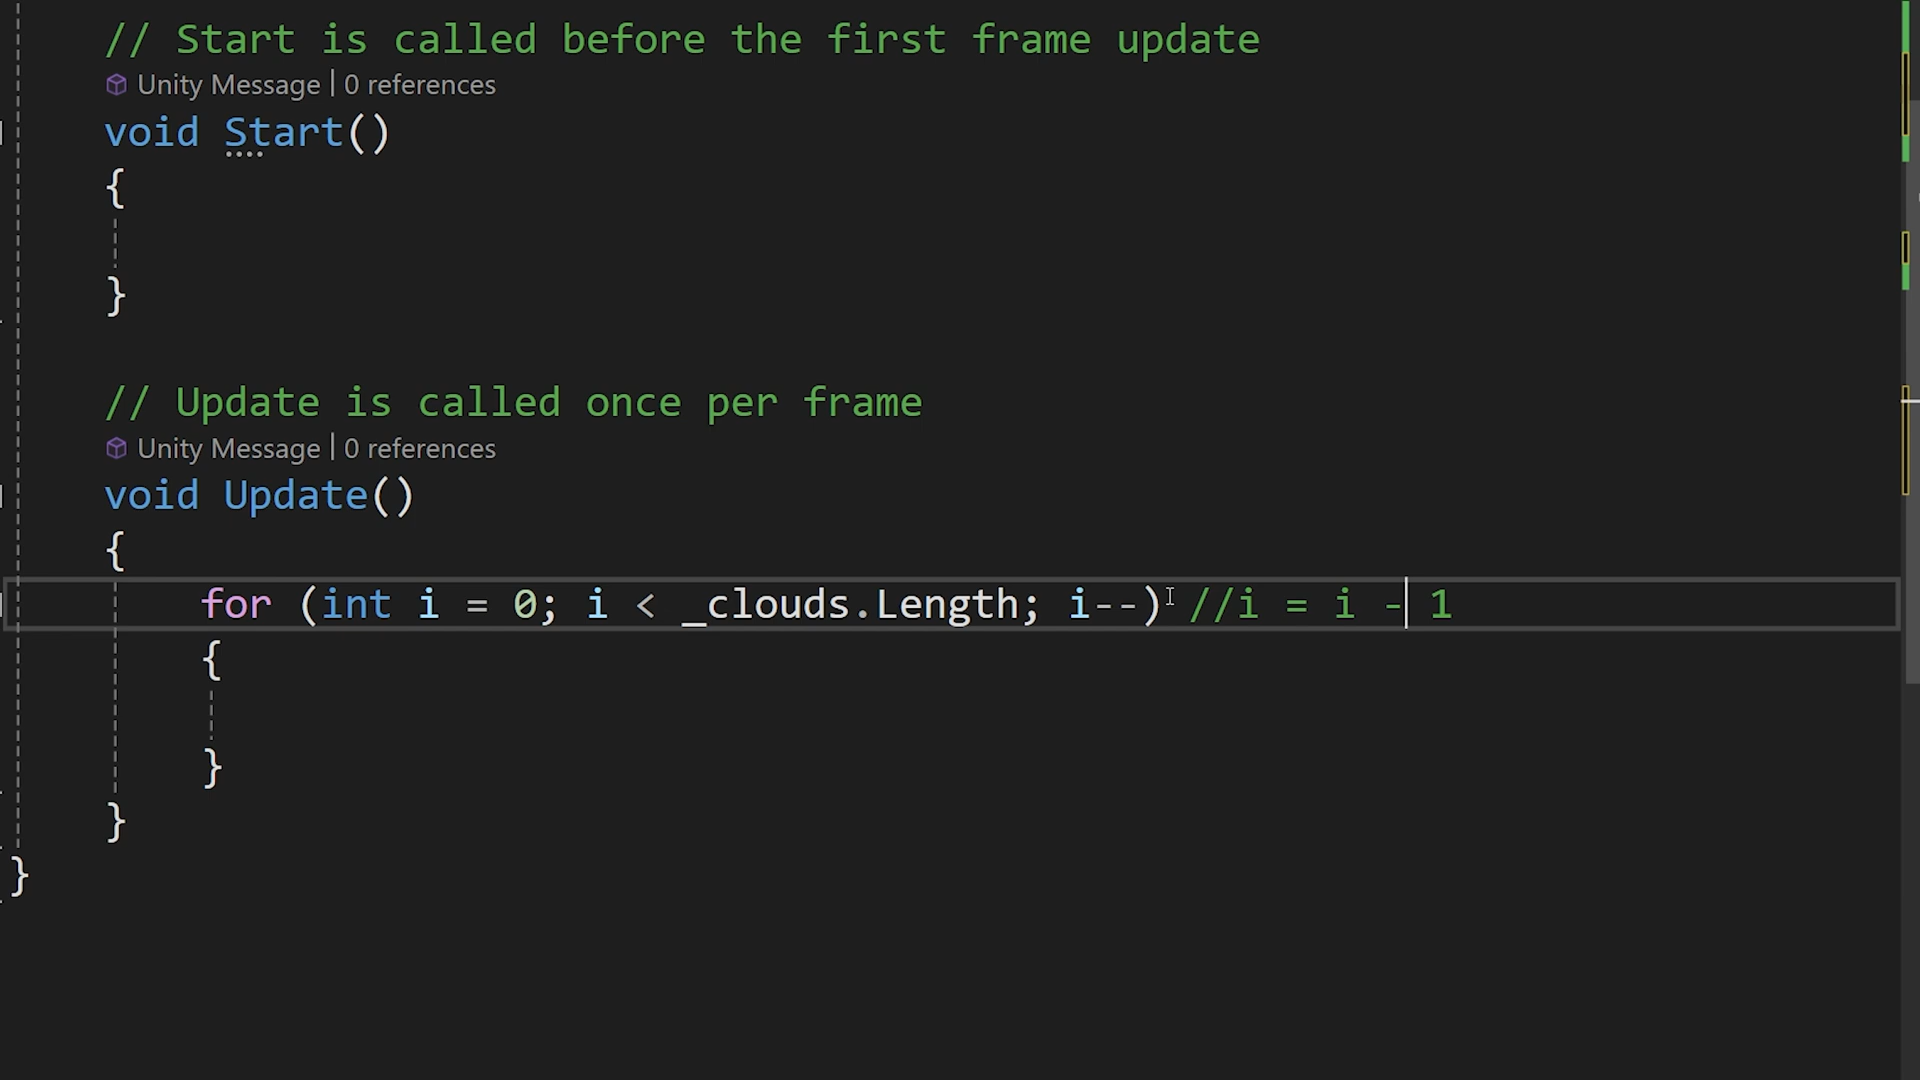 // Start is called before the first frame update
Unity Message | 0 references
void Start()
{
}
// Update is called once per frame
Unity Message | 0 references
void Update()
{
for (int i = 0; i < _clouds.Length; i--) //i = i - 1
{
}
}
}